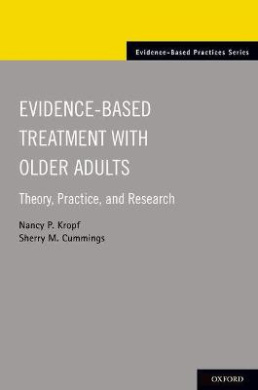 Evidence-Based Practices Series
EVIDENCE-BASED
TREATMENT WITH
OLDER ADULTS
Theory, Practice, and Research
Nancy P. Kropf
Sherry M. Cummings
OXFORD